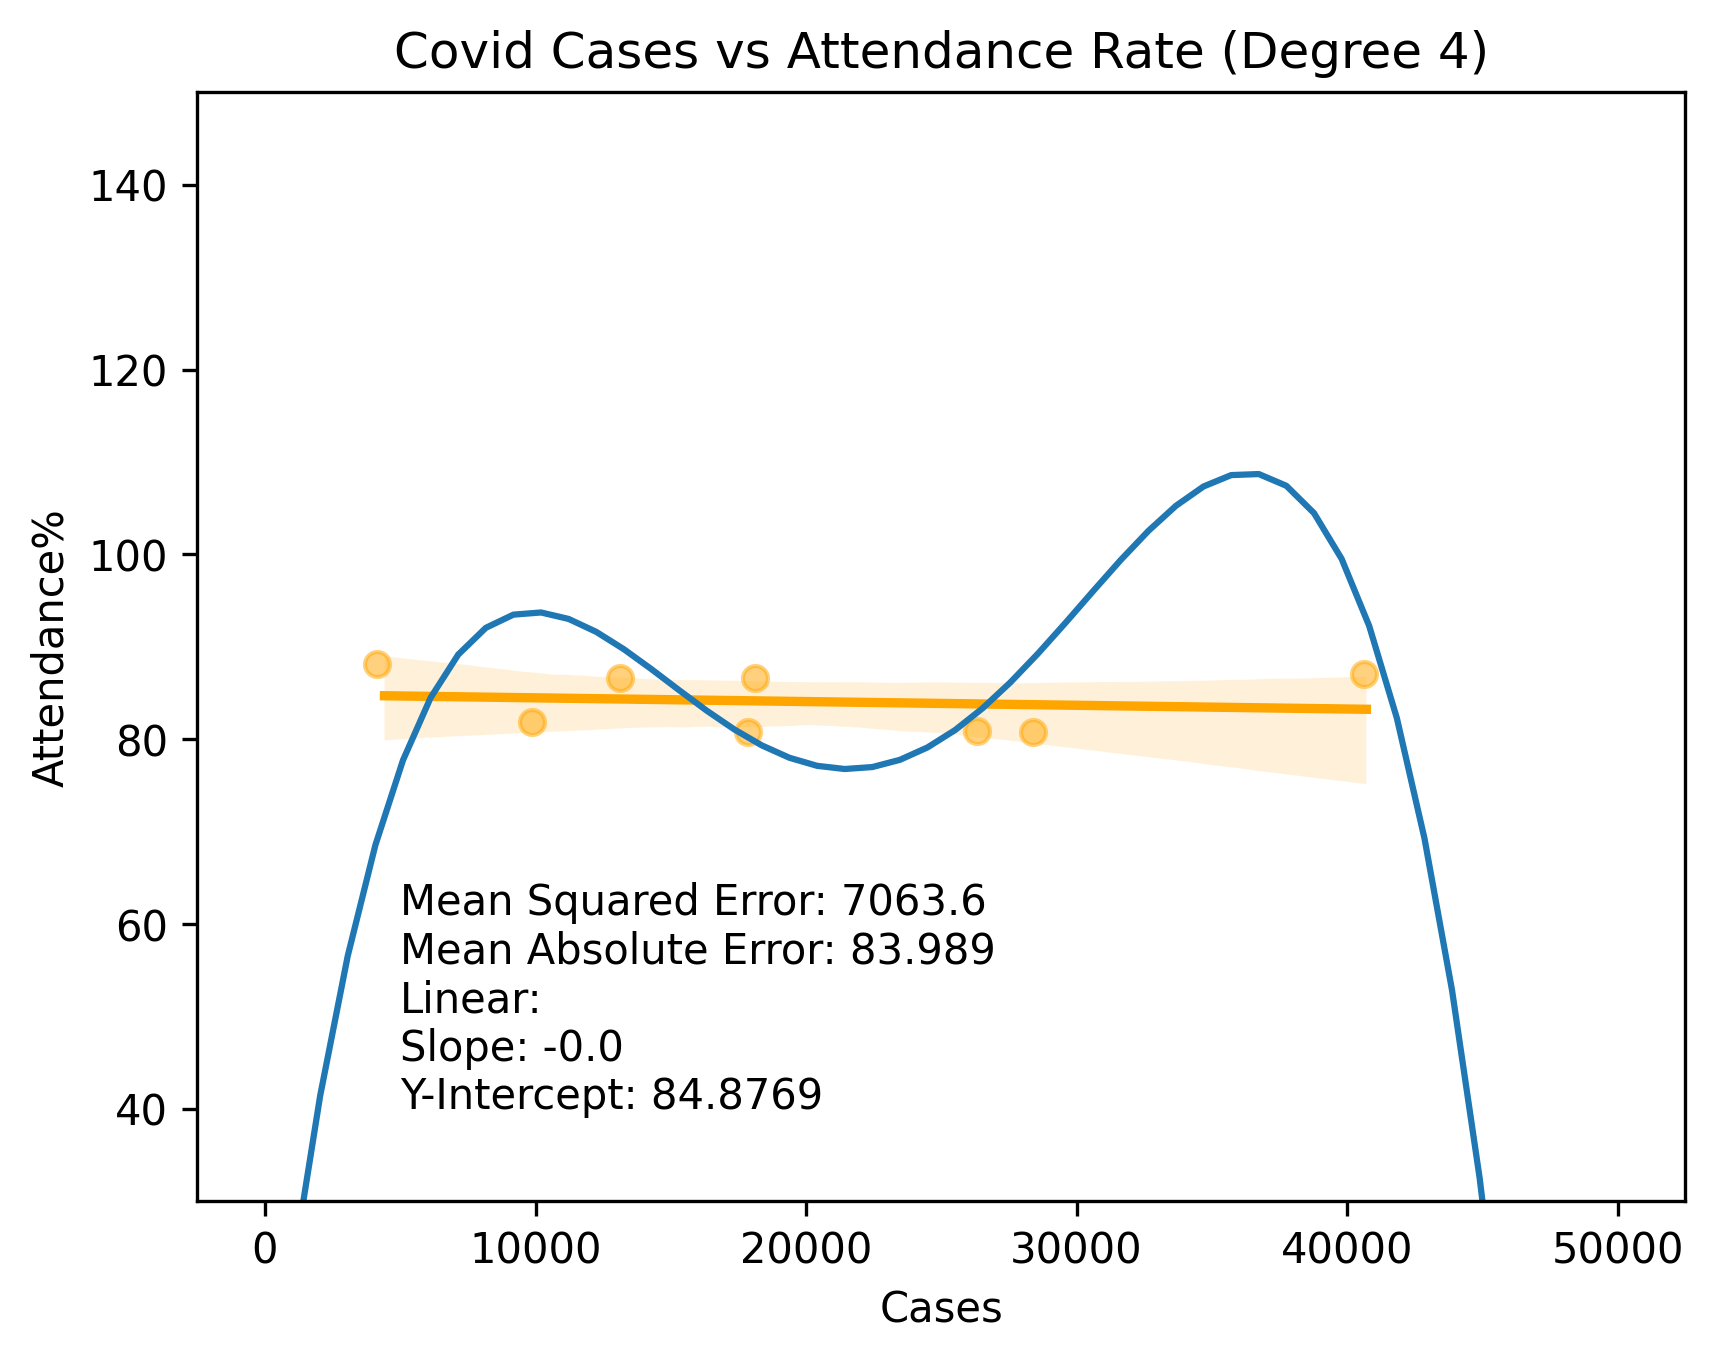 Covid Cases vs Attendance Rate (Degree 4)
140
120
100
80
60
40
Attendance%
Mean Squared Error: 7063.6
Mean Absolute Error: 83.989
Linear:
Slope: -0.0
Y-Intercept: 84.8769
0 10000 20000 30000 40000 50000
Cases